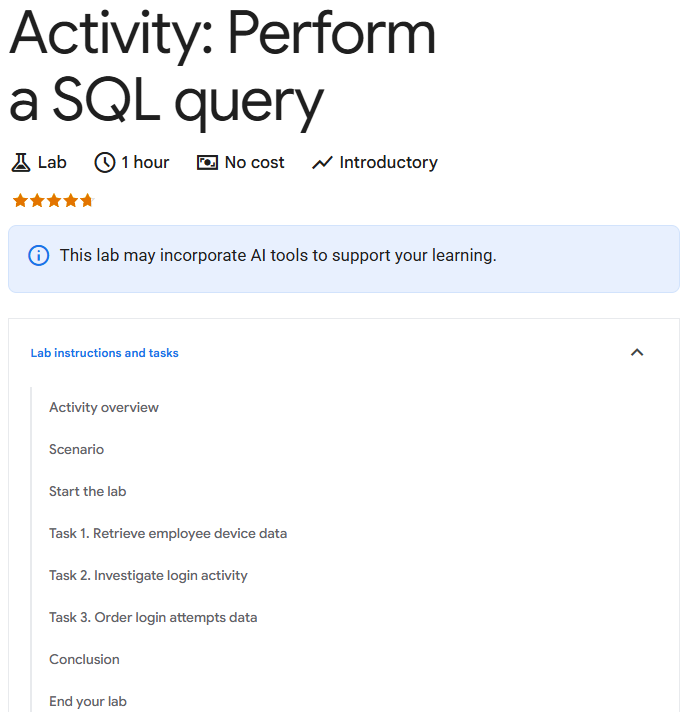 Activity: Perform
a SQL query
Lab
1 hour
No cost
Introductory
This lab may incorporate AI tools to support your learning.
Lab instructions and tasks
Activity overview
Scenario
Start the lab
Task 1. Retrieve employee device data
Task 2. Investigate login activity
Task 3. Order login attempts data
Conclusion
End your lab